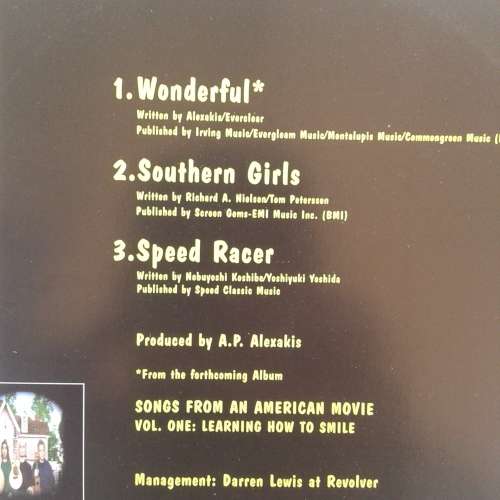 1. Wonderful*
Written by Alexakis/Everclear
Published by Irving Music/Evergleam Music/Montalupis Music/Commongreen Music (
2. Southern Girls
Written by Richard A. Nielsen/Tom Petersson
Published by Screen Gems-EMI Music Inc. (BMI)
3. Speed Racer
Written by Nobuyoshi Koshibe/Yoshiyuki Yoshida
Published by Speed Classic Music
Produced by A.P. Alexakis
*From the forthcoming Album
SONGS FROM AN AMERICAN MOVIE
VOL. ONE: LEARNING HOW TO SMILE
Management: Darren Lewis at Revolver